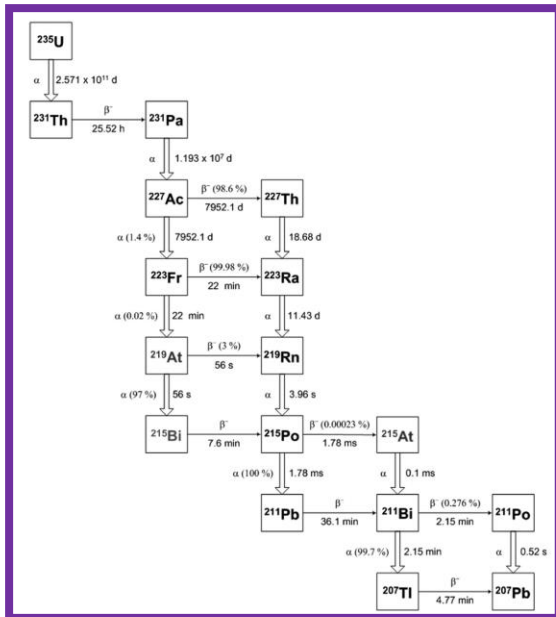 ²³⁵U
α 2.571 x 10¹¹ d
²³¹Th β⁻ ²³¹Pa
25.52 h
α 1.193 x 10⁷ d
²²⁷Ac β⁻ (98.6 %) ²²⁷Th
7952.1 d
α (1.4 %) 7952.1 d α 18.68 d
²²³Fr β⁻ (99.98 %) ²²³Ra
22 min
α (0.02 %) 22 min α 11.43 d
²¹⁹At β⁻ (3 %) ²¹⁹Rn
56 s
α (97 %) 56 s α 3.96 s
²¹⁵Bi β⁻ ²¹⁵Po β⁻ (0.00023 %) ²¹⁵At
7.6 min 1.78 ms
α (100 %) 1.78 ms α 0.1 ms
²¹¹Pb β⁻ ²¹¹Bi β⁻ (0.276 %) ²¹¹Po
36.1 min 2.15 min
α (99.7 %) 2.15 min α 0.52 s
²⁰⁷Tl β⁻ ²⁰⁷Pb
4.77 min